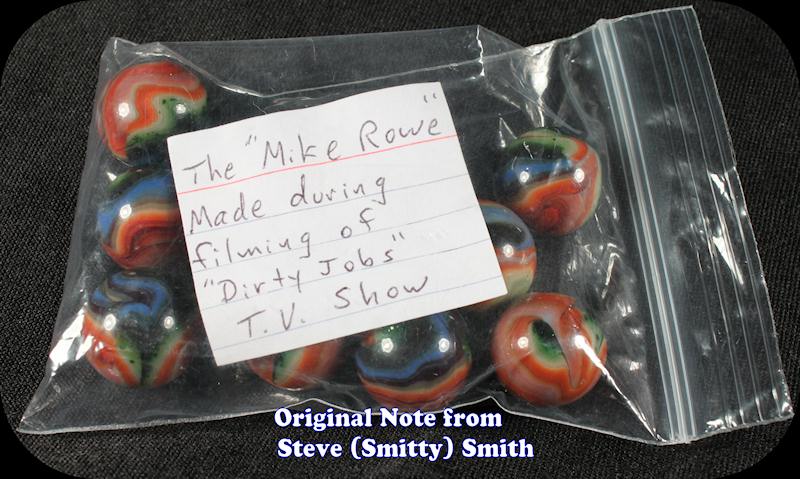 The "Mike Rowe"
Made during
filming of
"Dirty Jobs"
T.V. Show
Original Note from
Steve (Smitty) Smith